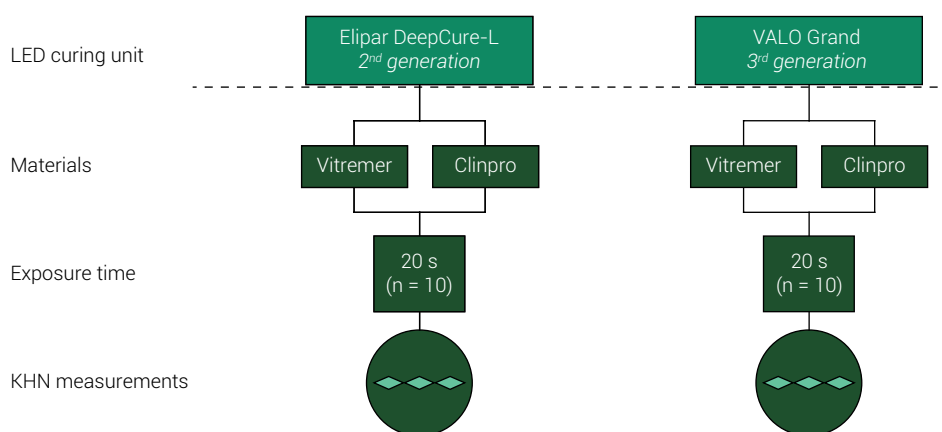 LED curing unit
Elipar DeepCure-L
2nd generation
VALO Grand
3rd generation
Materials
Vitremer
Clinpro
Vitremer
Clinpro
Exposure time
20 s
(n = 10)
20 s
(n = 10)
KHN measurements